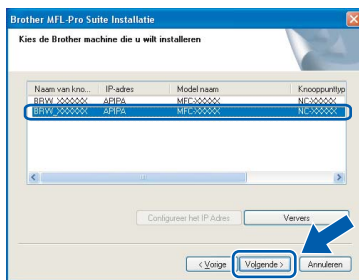 Brother MFL-Pro Suite Installatie
Kies de Brother machine die u wilt installeren
Naam van kno... IP-adres Model naam Knooppunttyp
BRW_XXXXXX APIPA MFC-XXXXX NC-XXXXX
BRW_XXXXXX APIPA MFC-XXXXX NC-XXXXX
Configureer het IP Adres Ververs
< Vorige Volgende > Annuleren